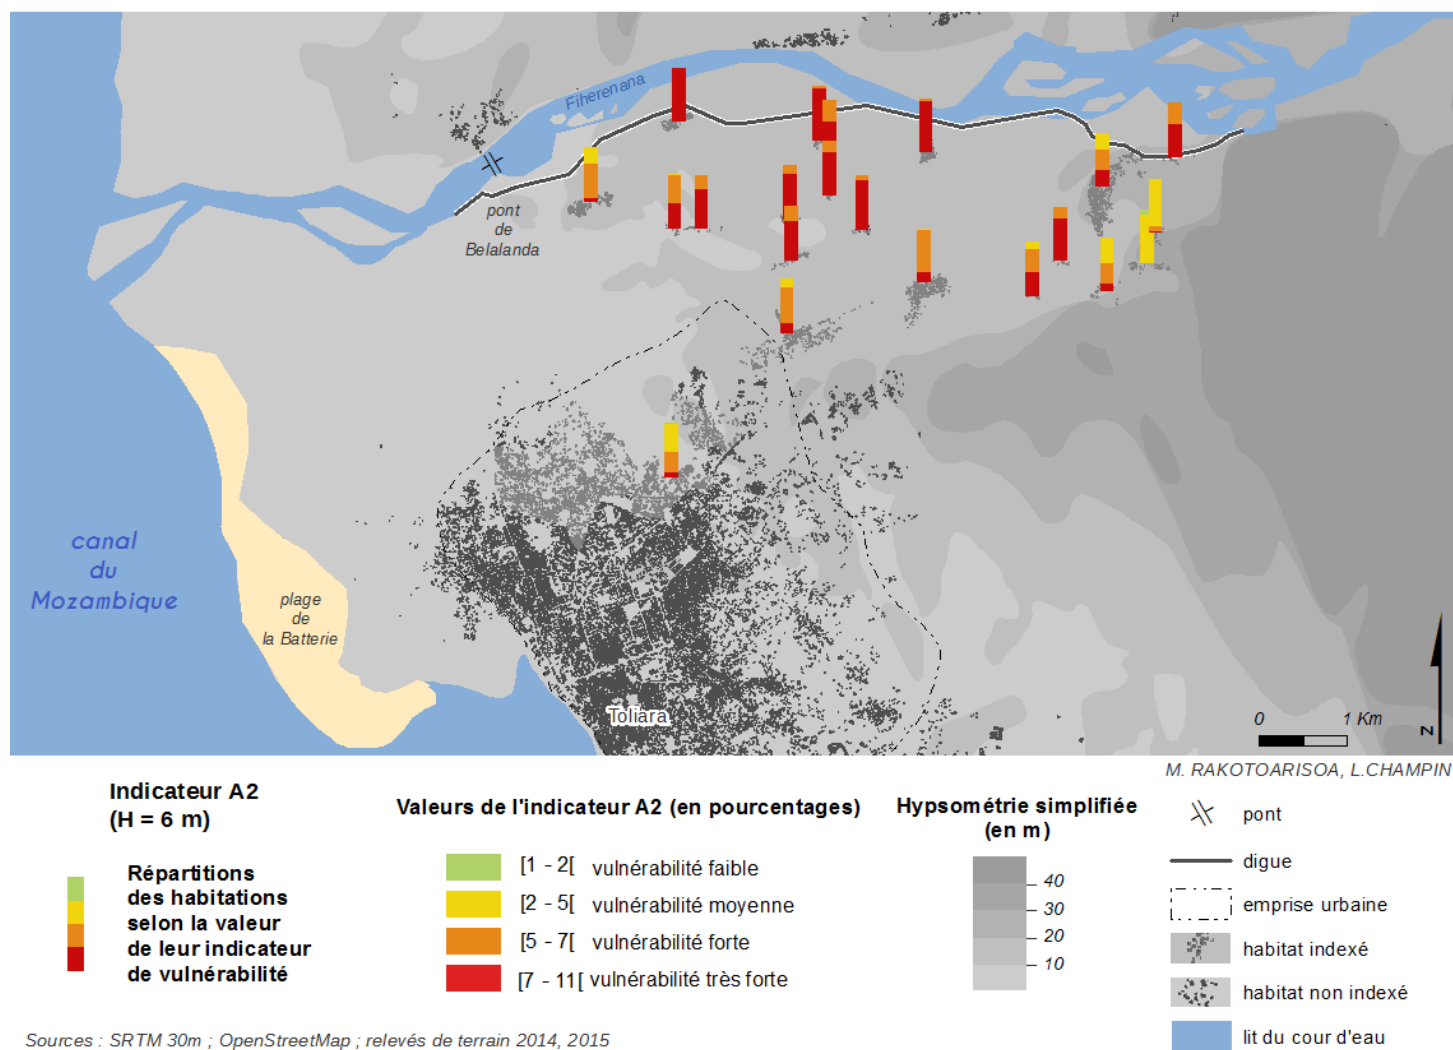 Fiherenana
pont
de
Belalanda
canal
du
Mozambique
plage
de
la Batterie
Toliara
0 1 Km
N
M. RAKOTOARISOA, L.CHAMPIN
Indicateur A2
(H = 6 m)
Répartitions
des habitations
selon la valeur
de leur indicateur
de vulnérabilité
Valeurs de l'indicateur A2 (en pourcentages)
[1 - 2[ vulnérabilité faible
[2 - 5[ vulnérabilité moyenne
[5 - 7[ vulnérabilité forte
[7 - 11[ vulnérabilité très forte
Hypsométrie simplifiée
(en m)
40
30
20
10
pont
digue
emprise urbaine
habitat indexé
habitat non indexé
lit du cour d'eau
Sources : SRTM 30m ; OpenStreetMap ; relevés de terrain 2014, 2015